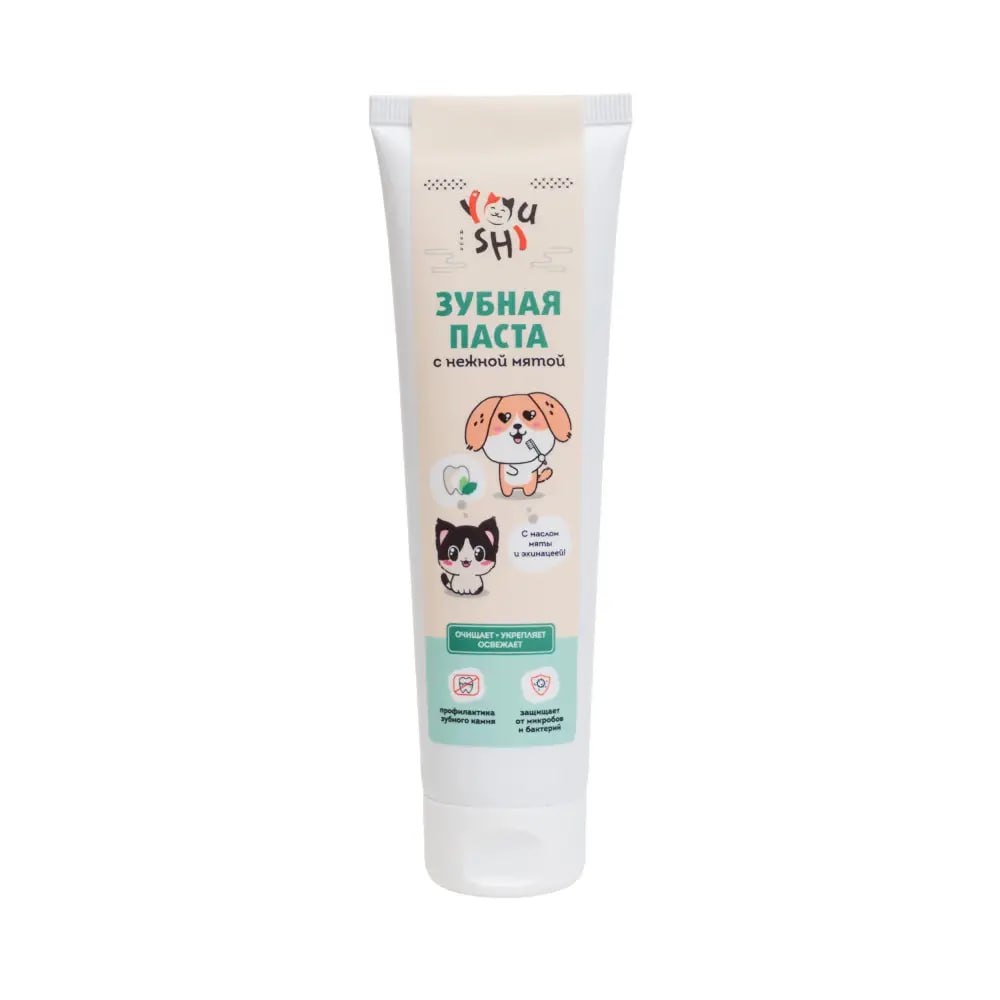 YOU
SHI
ЗУБНАЯ
ПАСТА
с нежной мятой
С маслом
мяты
и эхинацеей!
ОЧИЩАЕТ • УКРЕПЛЯЕТ
ОСВЕЖАЕТ
профилактика
зубного камня
защищает
от микробов
и бактерий